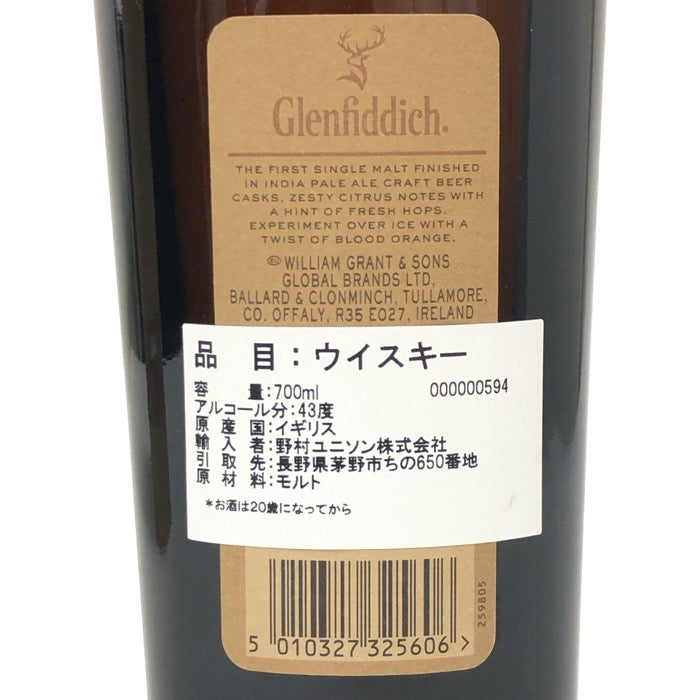 Glenfiddich®
THE FIRST SINGLE MALT FINISHED
IN INDIA PALE ALE CRAFT BEER
CASKS. ZESTY CITRUS NOTES WITH
A HINT OF FRESH HOPS.
EXPERIMENT OVER ICE WITH A
TWIST OF BLOOD ORANGE.
EU WILLIAM GRANT & SONS
GLOBAL BRANDS LTD,
BALLARD & CLONMINCH, TULLAMORE,
CO. OFFALY, R35 E027, IRELAND
品 目：ウイスキー
容 量：700ml 000000594
アルコール分：43度
原 産 国：イギリス
輸 入 者：野村ユニソン株式会社
引 取 先：長野県茅野市ちの650番地
原 材 料：モルト
*お酒は20歳になってから
259805
5 010327 325606 >